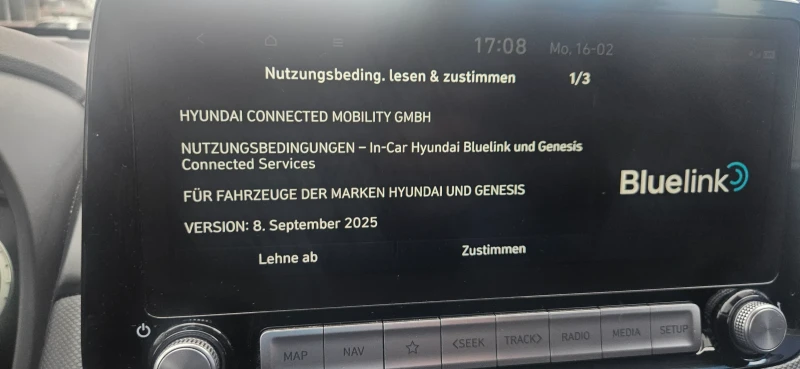 17:08 Mo. 16-02
Nutzungsbeding. lesen & zustimmen 1/3
HYUNDAI CONNECTED MOBILITY GMBH
NUTZUNGSBEDINGUNGEN – In-Car Hyundai Bluelink und Genesis
Connected Services
Bluelink
FÜR FAHRZEUGE DER MARKEN HYUNDAI UND GENESIS
VERSION: 8. September 2025
Lehne ab Zustimmen
MAP NAV <SEEK TRACK> RADIO MEDIA SETUP